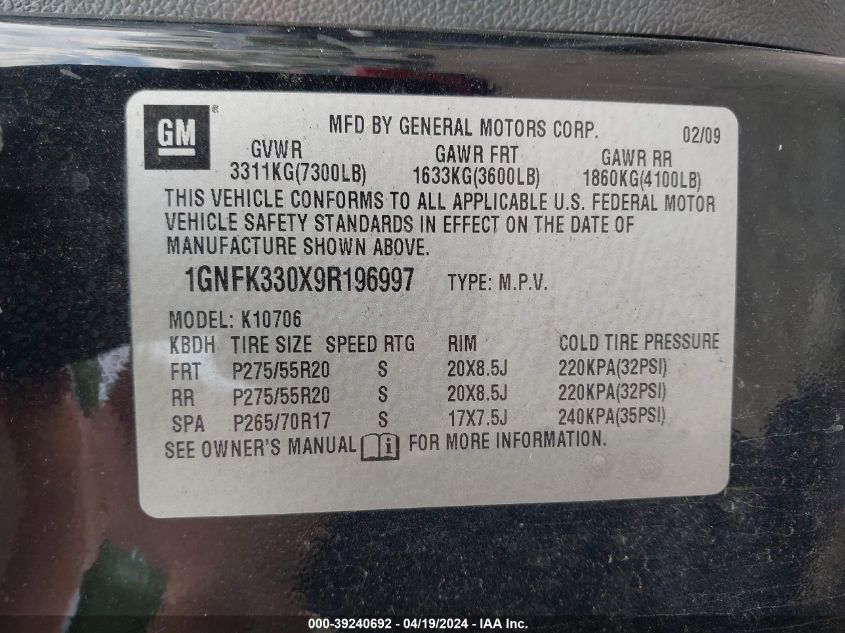 GM ®
MFD BY GENERAL MOTORS CORP. 02/09
GVWR GAWR FRT GAWR RR
3311KG(7300LB) 1633KG(3600LB) 1860KG(4100LB)
THIS VEHICLE CONFORMS TO ALL APPLICABLE U.S. FEDERAL MOTOR
VEHICLE SAFETY STANDARDS IN EFFECT ON THE DATE OF
MANUFACTURE SHOWN ABOVE.
1GNFK330X9R196997 TYPE: M.P.V.
MODEL: K10706
KBDH TIRE SIZE SPEED RTG RIM COLD TIRE PRESSURE
FRT P275/55R20 S 20X8.5J 220KPA(32PSI)
RR P275/55R20 S 20X8.5J 220KPA(32PSI)
SPA P265/70R17 S 17X7.5J 240KPA(35PSI)
SEE OWNER'S MANUAL i FOR MORE INFORMATION.
000-39240692 - 04/19/2024 - IAAI.com